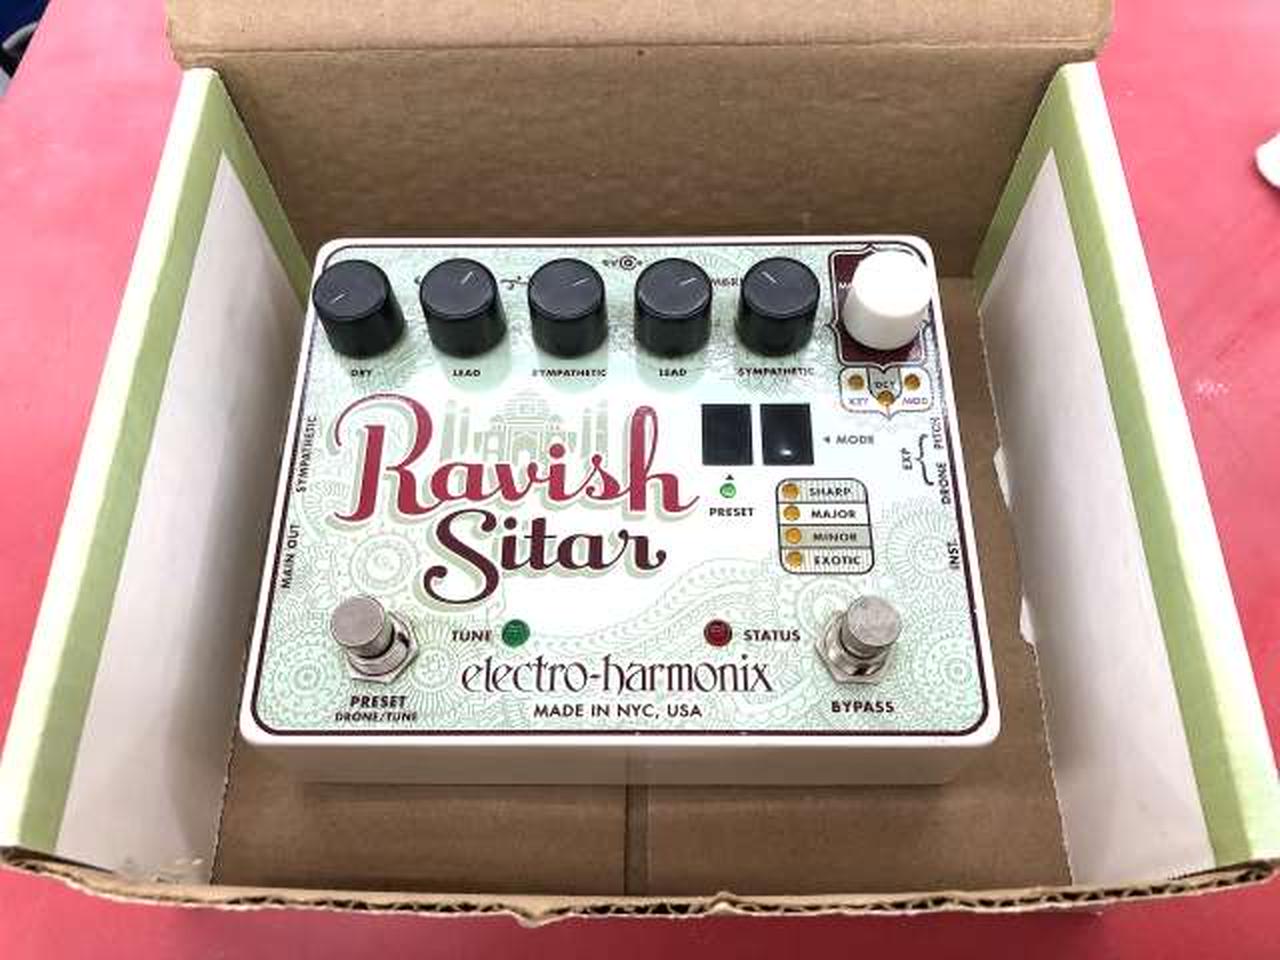 DRY
LEAD
SYMPATHETIC
LEAD
SYMPATHETIC
KEY
DCY
MOD
SYMPATHETIC
MAIN OUT
Ravish
Sitar
MODE
PRESET
SHARP
MAJOR
MINOR
EXOTIC
EXP
PITCH
DRONE
INST.
TUNE
STATUS
electro-harmonix
MADE IN NYC, USA
PRESET
DRONE/TUNE
BYPASS